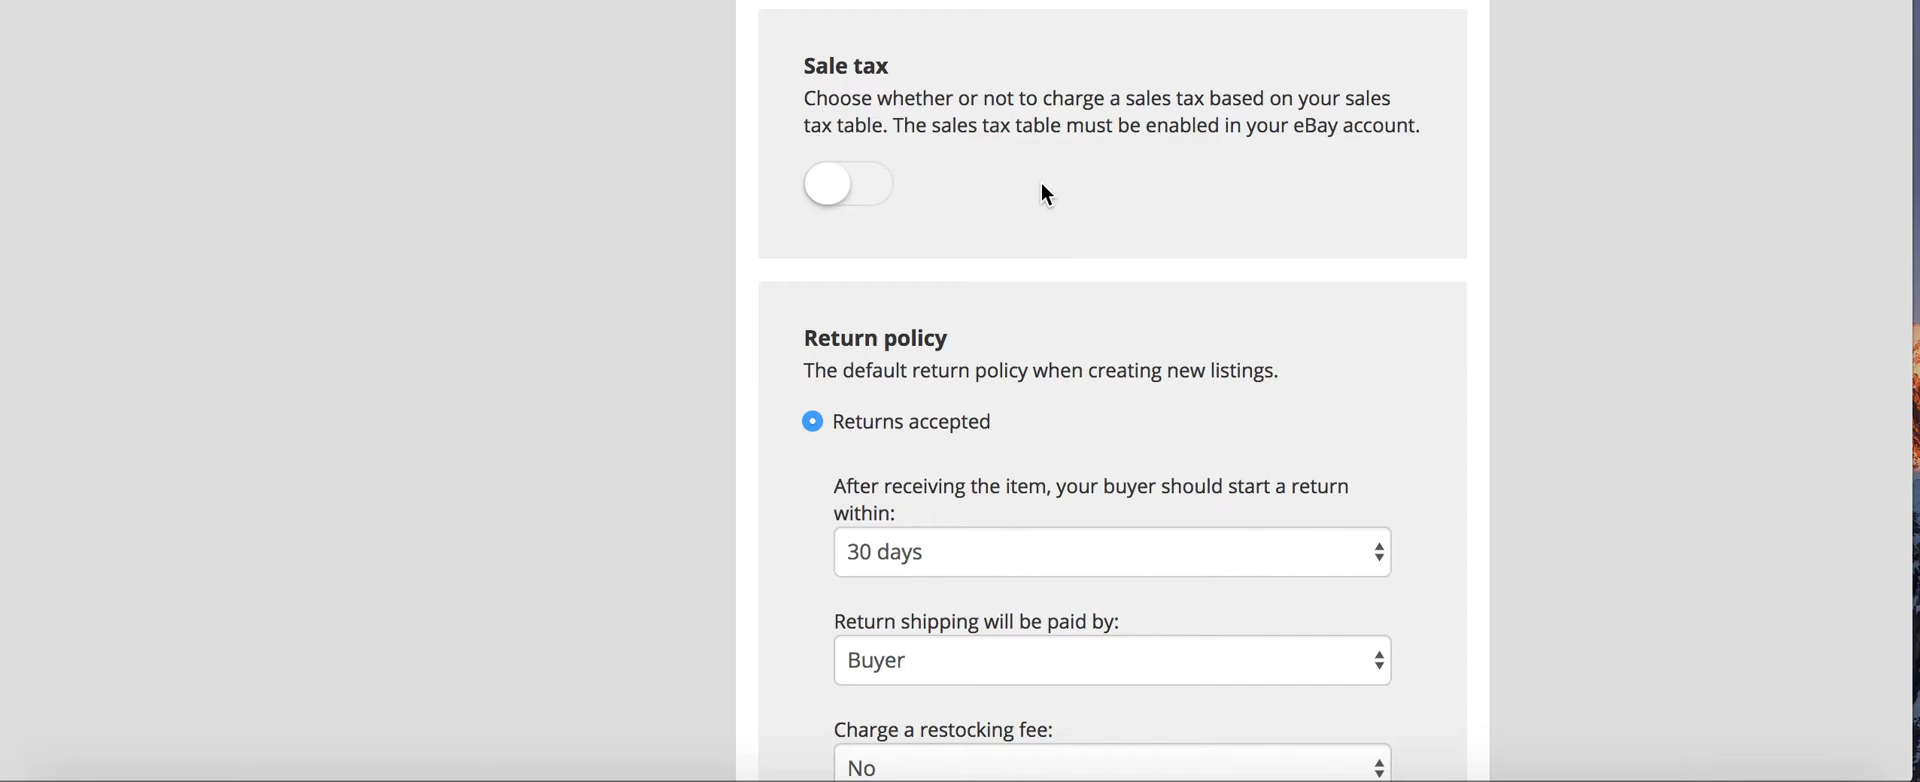 Sale tax
Choose whether or not to charge a sales tax based on your sales
tax table. The sales tax table must be enabled in your eBay account.
Return policy
The default return policy when creating new listings.
Returns accepted
After receiving the item, your buyer should start a return
within:
30 days
Return shipping will be paid by:
Buyer
Charge a restocking fee:
No